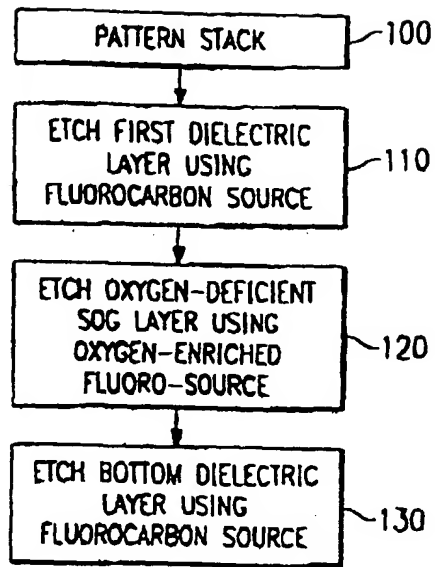 PATTERN STACK
100
ETCH FIRST DIELECTRIC
LAYER USING
FLUOROCARBON SOURCE
110
ETCH OXYGEN-DEFICIENT
SOG LAYER USING
OXYGEN-ENRICHED
FLUORO-SOURCE
120
ETCH BOTTOM DIELECTRIC
LAYER USING
FLUOROCARBON SOURCE
130